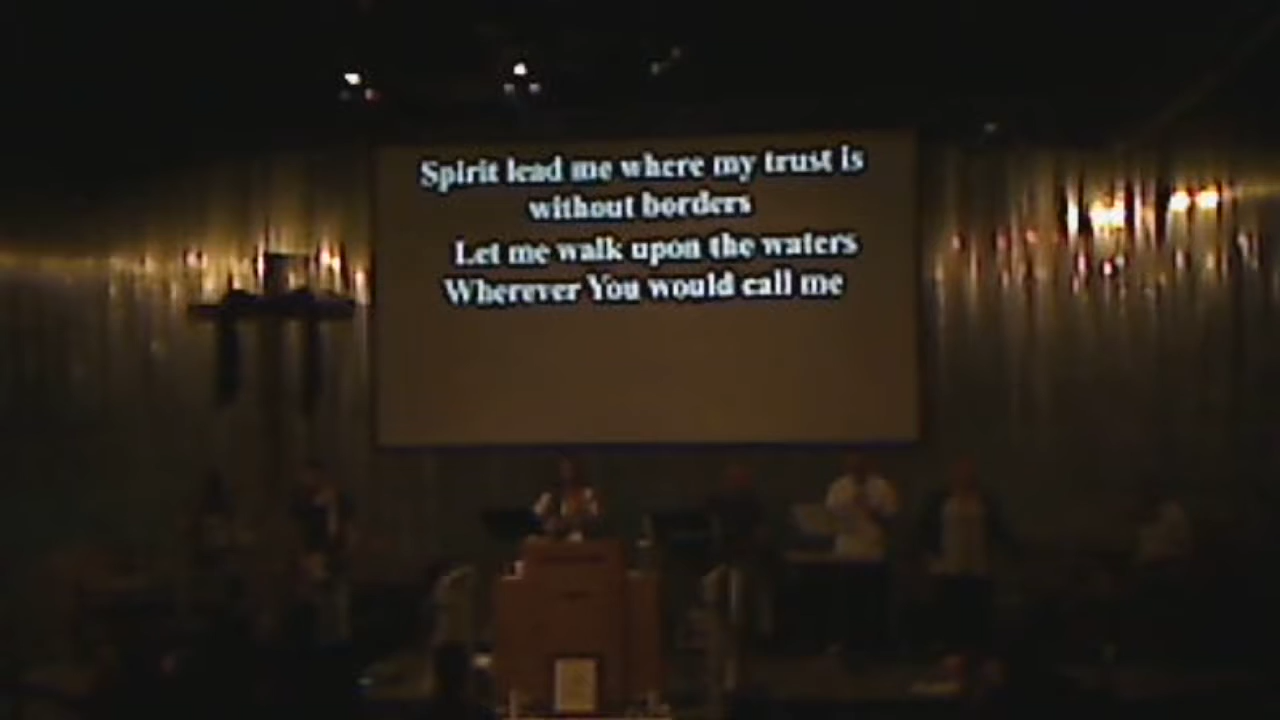 Spirit lead me where my trust is
without borders
Let me walk upon the waters
Wherever You would call me